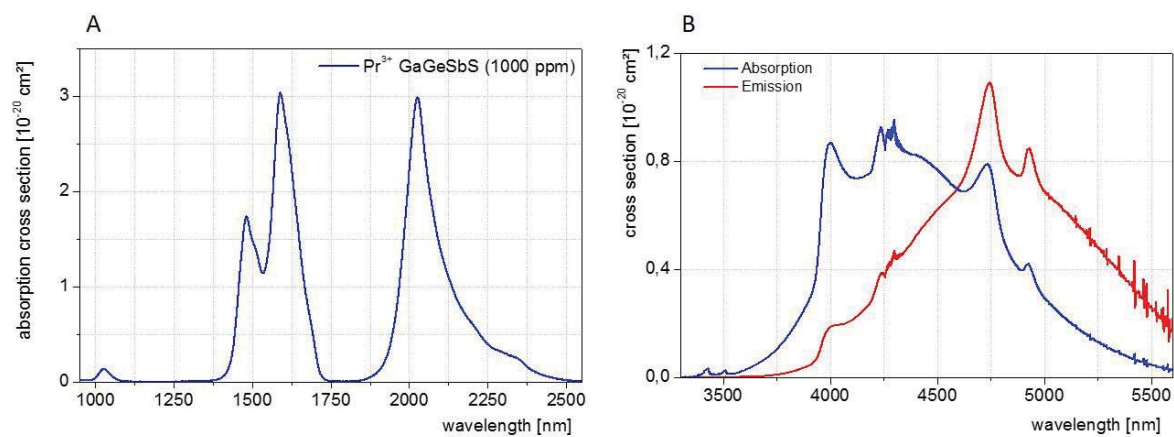 A
Pr³⁺ GaGeSbS (1000 ppm)
absorption cross section [10⁻²⁰ cm²]
3
2
1
0
1000 1250 1500 1750 2000 2250 2500
wavelength [nm]
B
Absorption
Emission
cross section [10⁻²⁰ cm²]
1,2
0,8
0,4
0,0
3500 4000 4500 5000 5500
wavelength [nm]